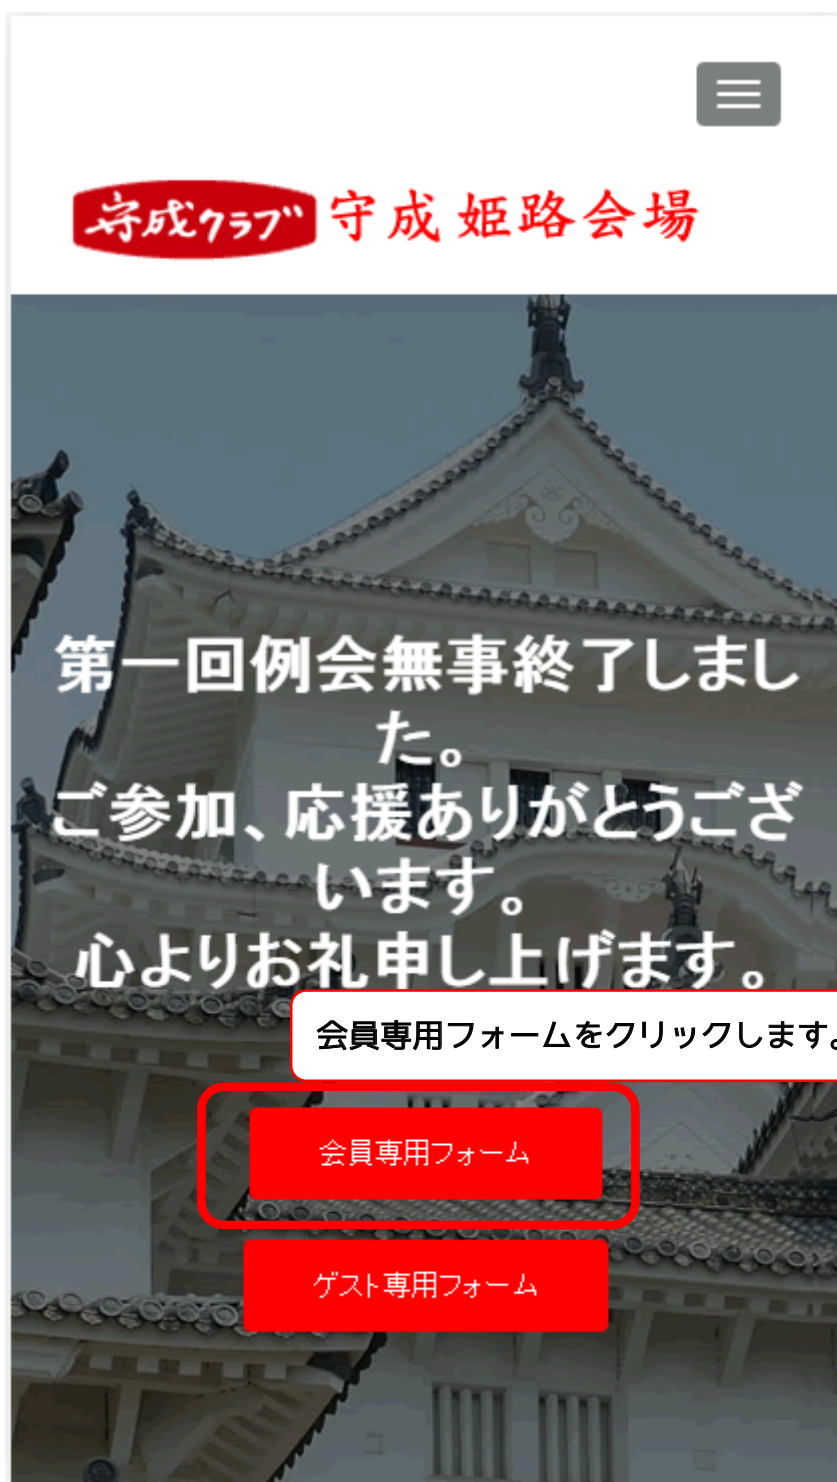 守成クラブ 守成 姫路会場
第一回例会無事終了しまし
た。
ご参加、応援ありがとうござ
います。
心よりお礼申し上げます。
会員専用フォームをクリックします。
会員専用フォーム
ゲスト専用フォーム